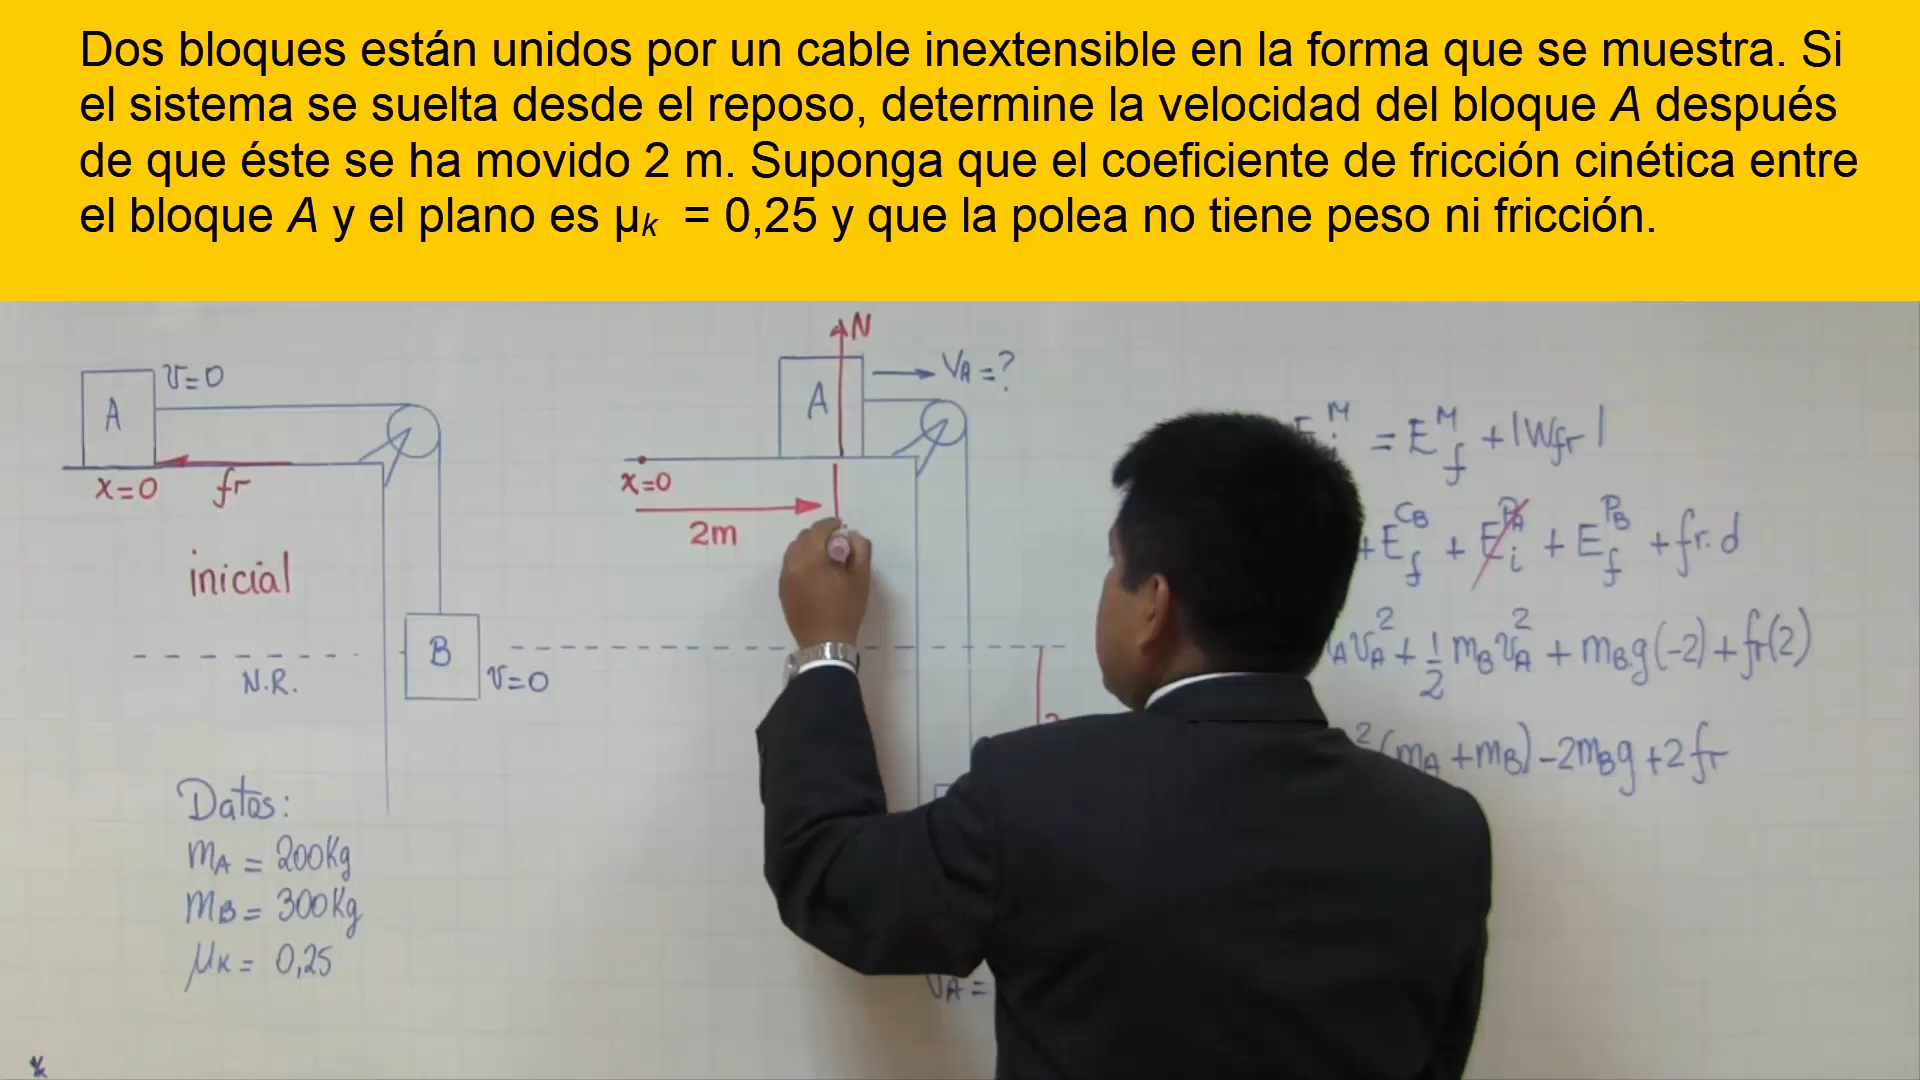 Dos bloques están unidos por un cable inextensible en la forma que se muestra. Si
el sistema se suelta desde el reposo, determine la velocidad del bloque A después
de que éste se ha movido 2 m. Suponga que el coeficiente de fricción cinética entre
el bloque A y el plano es μk = 0,25 y que la polea no tiene peso ni fricción.
A
v=0
x=0
fr
inicial
N.R.
B
v=0
Datos:
mA = 200Kg
mB = 300Kg
μK = 0,25
N
A
VA=?
x=0
2m
VA =
E i M = E f M + |Wfr|
+ E f CB + E i PA + E f PB + fr.d
A VA² + 1/2 mB VA² + mB g(-2) + fr(2)
² (mA + mB) - 2mBg + 2fr